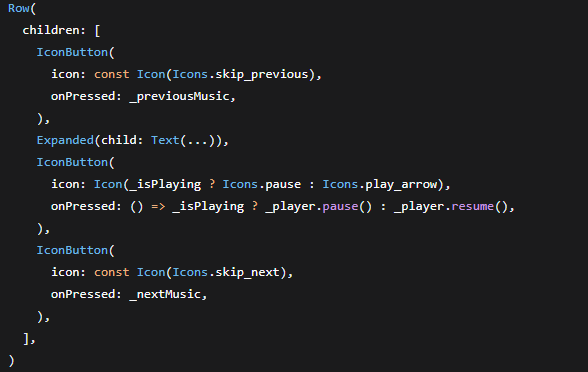 Row(
  children: [
    IconButton(
      icon: const Icon(Icons.skip_previous),
      onPressed: _previousMusic,
    ),
    Expanded(child: Text(...)),
    IconButton(
      icon: Icon(_isPlaying ? Icons.pause : Icons.play_arrow),
      onPressed: () => _isPlaying ? _player.pause() : _player.resume(),
    ),
    IconButton(
      icon: const Icon(Icons.skip_next),
      onPressed: _nextMusic,
    ),
  ],
)